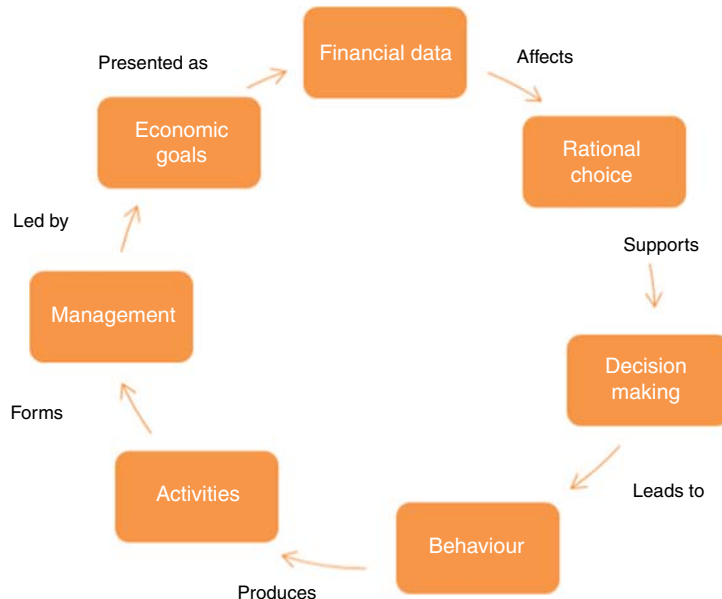 Financial data
Affects
Rational
choice
Supports
Decision
making
Leads to
Behaviour
Produces
Activities
Forms
Management
Led by
Economic
goals
Presented as